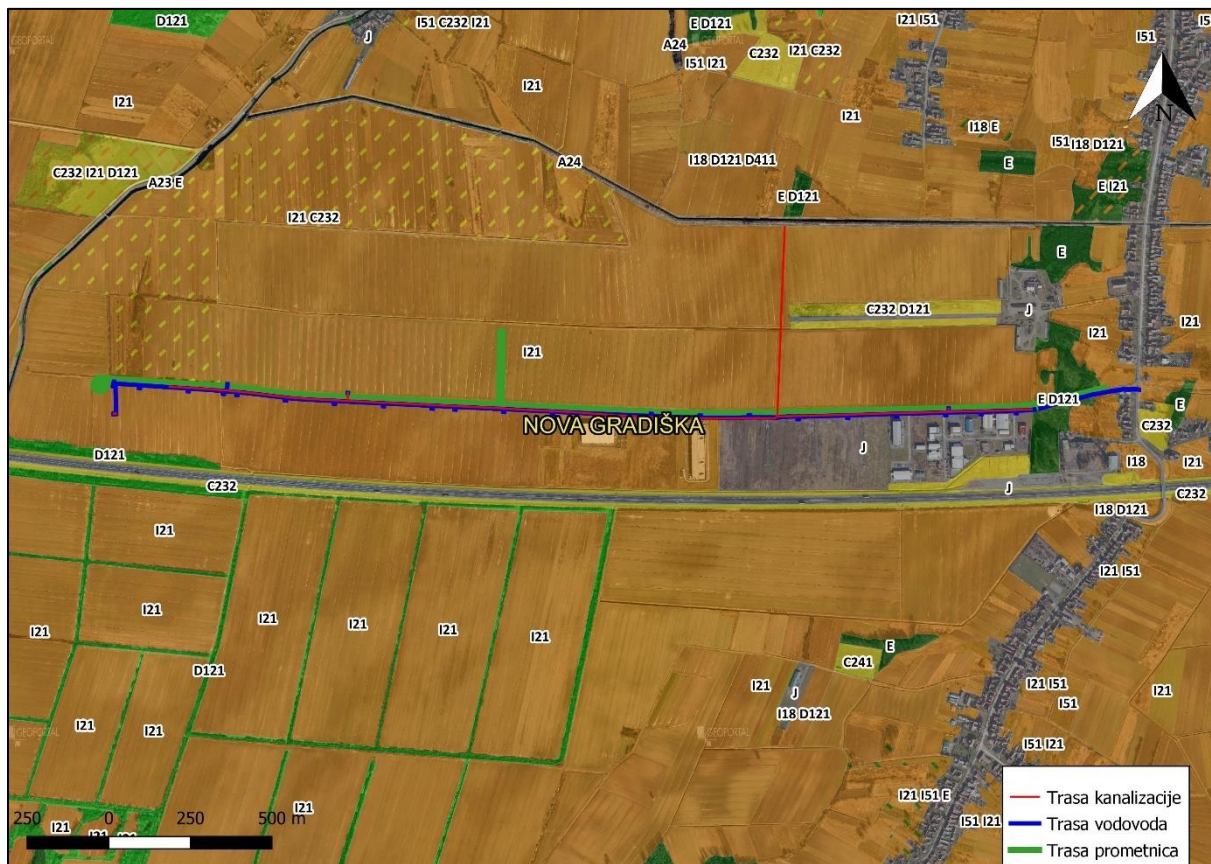 D121
I51 C232 I21
J
A24
E D121
C232
I21 C232
I51 I21
I21 I51
I51
GEOPORTAL
I21
I21
I21
N
A24
I18 D121 D411
I18 E
E
I51
I18 D121
E I21
C232 I21 D121
A23 E
E D121
I21 C232
E
C232 D121
J
I21
I21
I21
E D121
E
NOVA GRADIŠKA
C232
D121
C232
J
J
I18
I21
C232
I18 D121
I21
I21 I51
I21
I21
I21
I21
I21
I21
I21
D121
E
C241
I21
J
I18 D121
I21 I51
I51
I21
I21
I21
GEOPORTAL
GEOPORTAL
I51 I21
I21
I21 I51 E
I51 I21
I21
I21
250 0 250 500 m
Trasa kanalizacije
Trasa vodovoda
Trasa prometnica